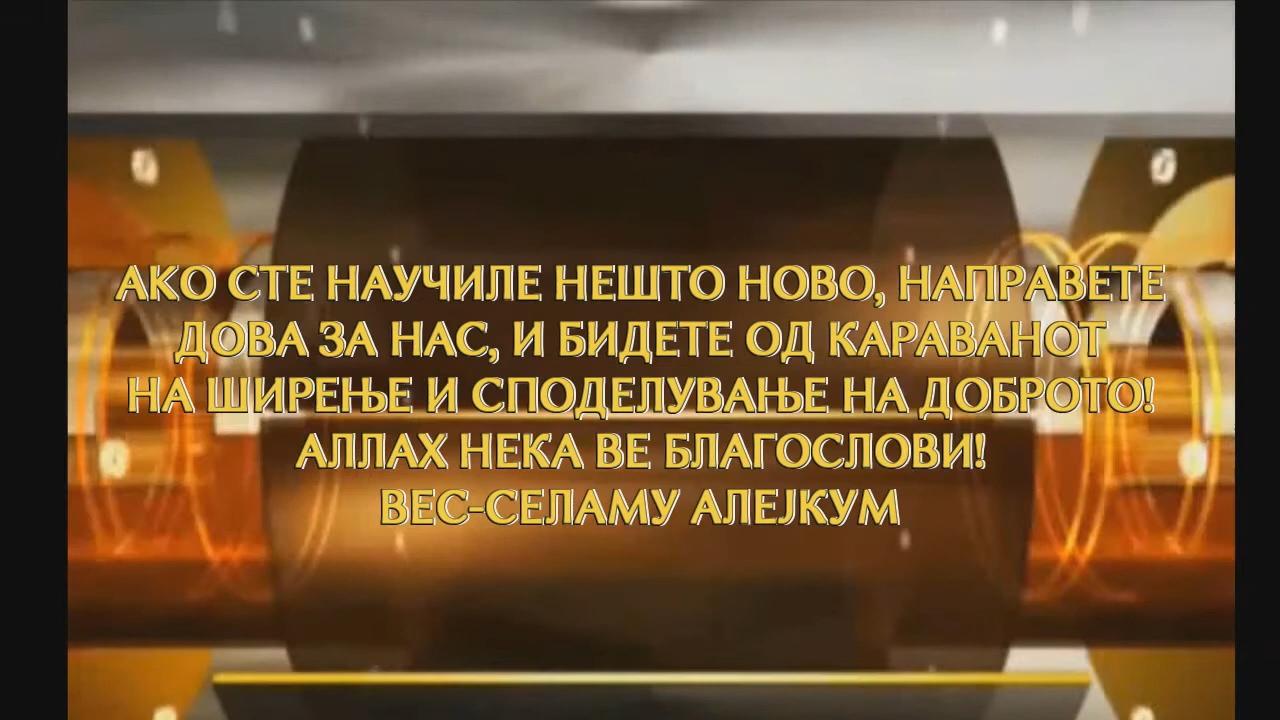 АКО СТЕ НАУЧИЛЕ НЕШТО НОВО, НАПРАВЕТЕ
ДОВА ЗА НАС, И БИДЕТЕ ОД КАРАВАНОТ
НА ШИРЕЊЕ И СПОДЕЛУВАЊЕ НА ДОБРОТО!
АЛЛАХ НЕКА ВЕ БЛАГОСЛОВИ!
ВЕС-СЕЛАМУ АЛЕЈКУМ